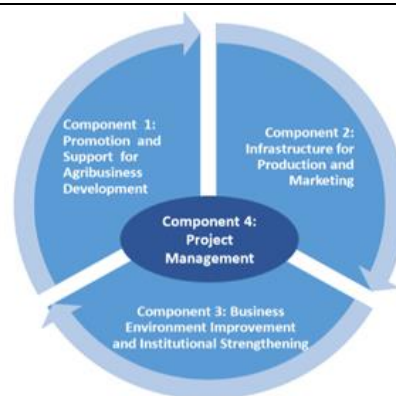 Component 1:
Promotion and
Support for
Agribusiness
Development
Component 2:
Infrastructure for
Production and
Marketing
Component 4:
Project
Management
Component 3: Business
Environment Improvement
and Institutional Strengthening